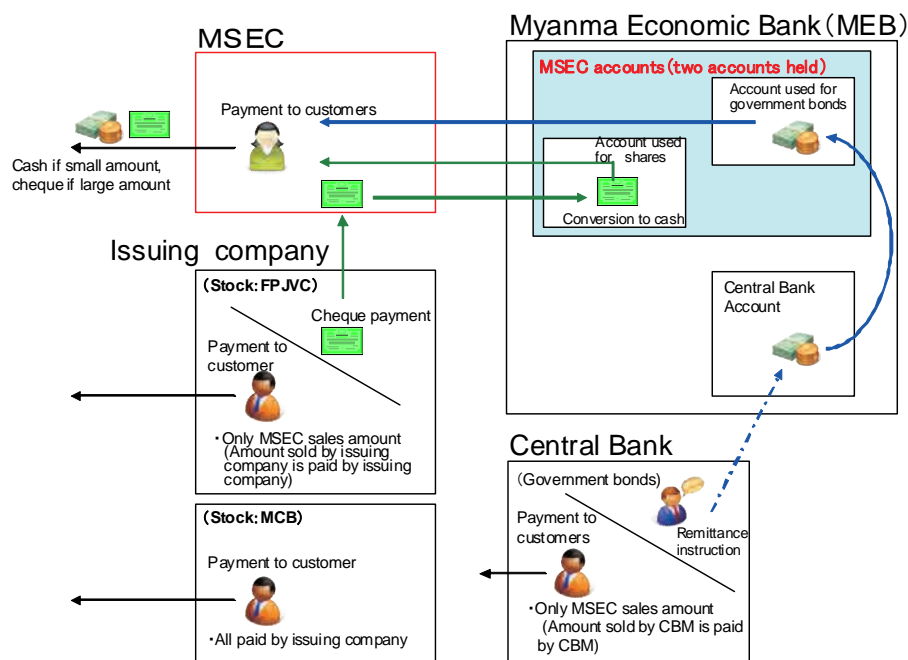 MSEC
Payment to customers
Cash if small amount,
cheque if large amount
Myanma Economic Bank(MEB)
MSEC accounts(two accounts held)
Account used for
government bonds
Account used
for shares
Conversion to cash
Central Bank
Account
Issuing company
(Stock: FPJVC)
Cheque payment
Payment to
customer
・Only MSEC sales amount
(Amount sold by issuing
company is paid by issuing
company)
(Stock: MCB)
Payment to customer
・All paid by issuing company
Central Bank
(Government bonds)
Payment to
customers
Remittance
instruction
・Only MSEC sales amount
(Amount sold by CBM is paid
by CBM)